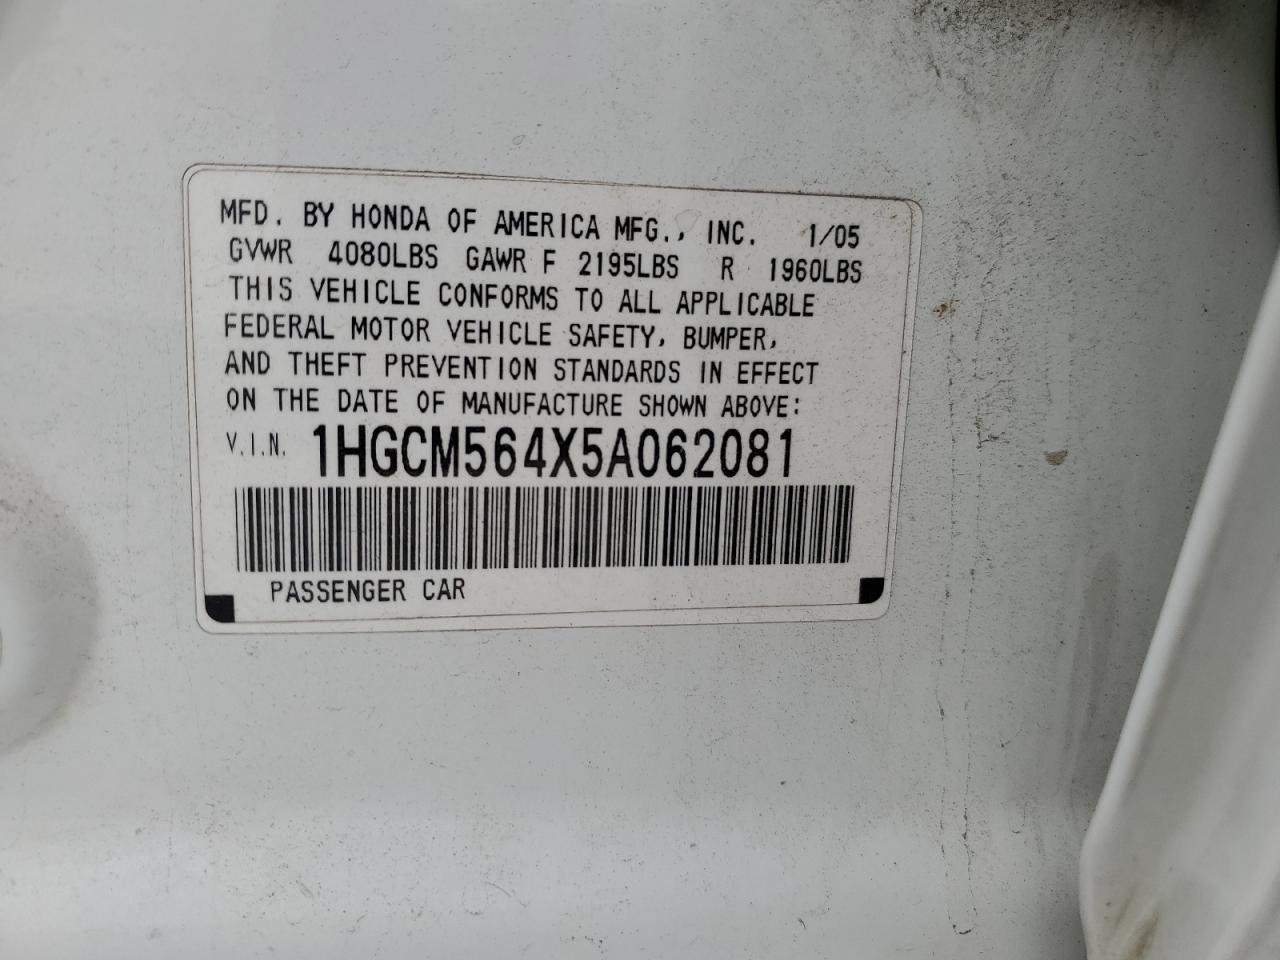 MFD. BY HONDA OF AMERICA MFG., INC. 1/05
GVWR 4080LBS GAWR F 2195LBS R 1960LBS
THIS VEHICLE CONFORMS TO ALL APPLICABLE
FEDERAL MOTOR VEHICLE SAFETY, BUMPER,
AND THEFT PREVENTION STANDARDS IN EFFECT
ON THE DATE OF MANUFACTURE SHOWN ABOVE:
V.I.N. 1HGCM564X5A062081
PASSENGER CAR